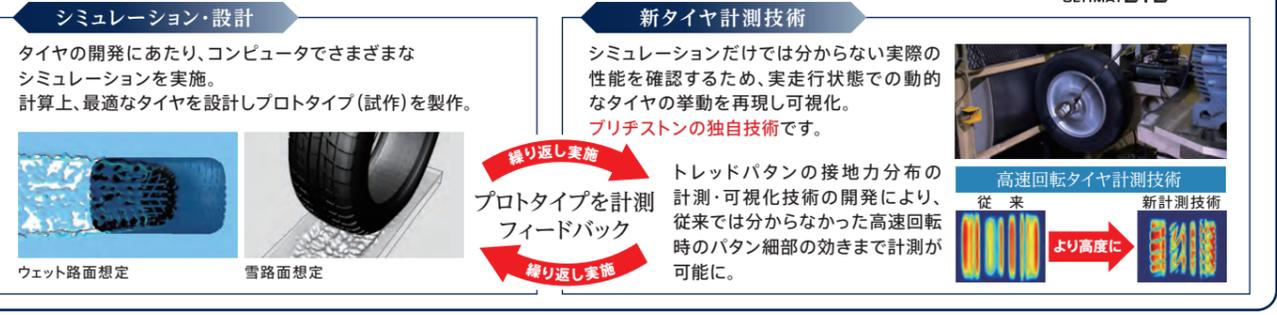 シミュレーション・設計
タイヤの開発にあたり、コンピュータでさまざまな
シミュレーションを実施。
計算上、最適なタイヤを設計しプロトタイプ（試作）を製作。
ウェット路面想定
雪路面想定
繰り返し実施
プロトタイプを計測
フィードバック
繰り返し実施
新タイヤ計測技術
シミュレーションだけでは分からない実際の
性能を確認するため、実走行状態での動的
なタイヤの挙動を再現し可視化。
ブリヂストンの独自技術です。
トレッドパタンの接地力分布の
計測・可視化技術の開発により、
従来では分からなかった高速回転
時のパタン細部の効きまで計測が
可能に。
高速回転タイヤ計測技術
従 来
より高度に
新計測技術